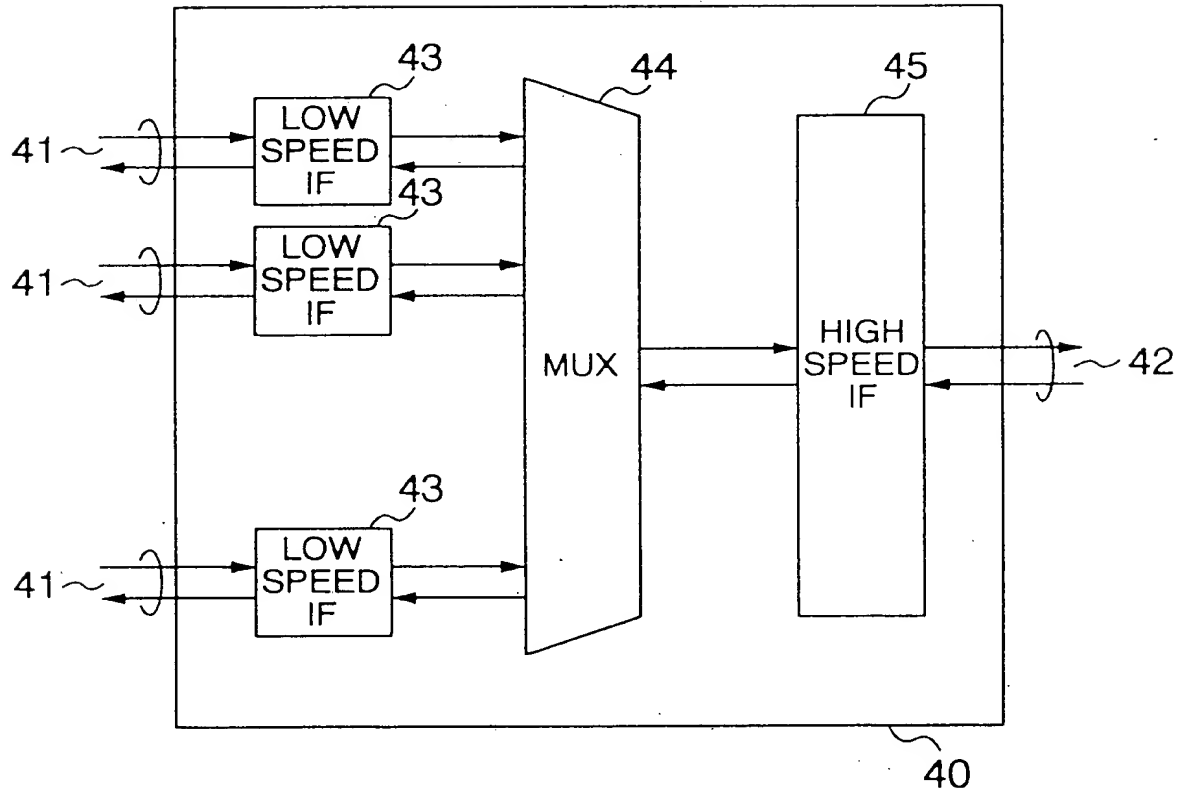 43
44
45
41
LOW
SPEED
IF
43
41
LOW
SPEED
IF
MUX
HIGH
SPEED
IF
42
43
41
LOW
SPEED
IF
40